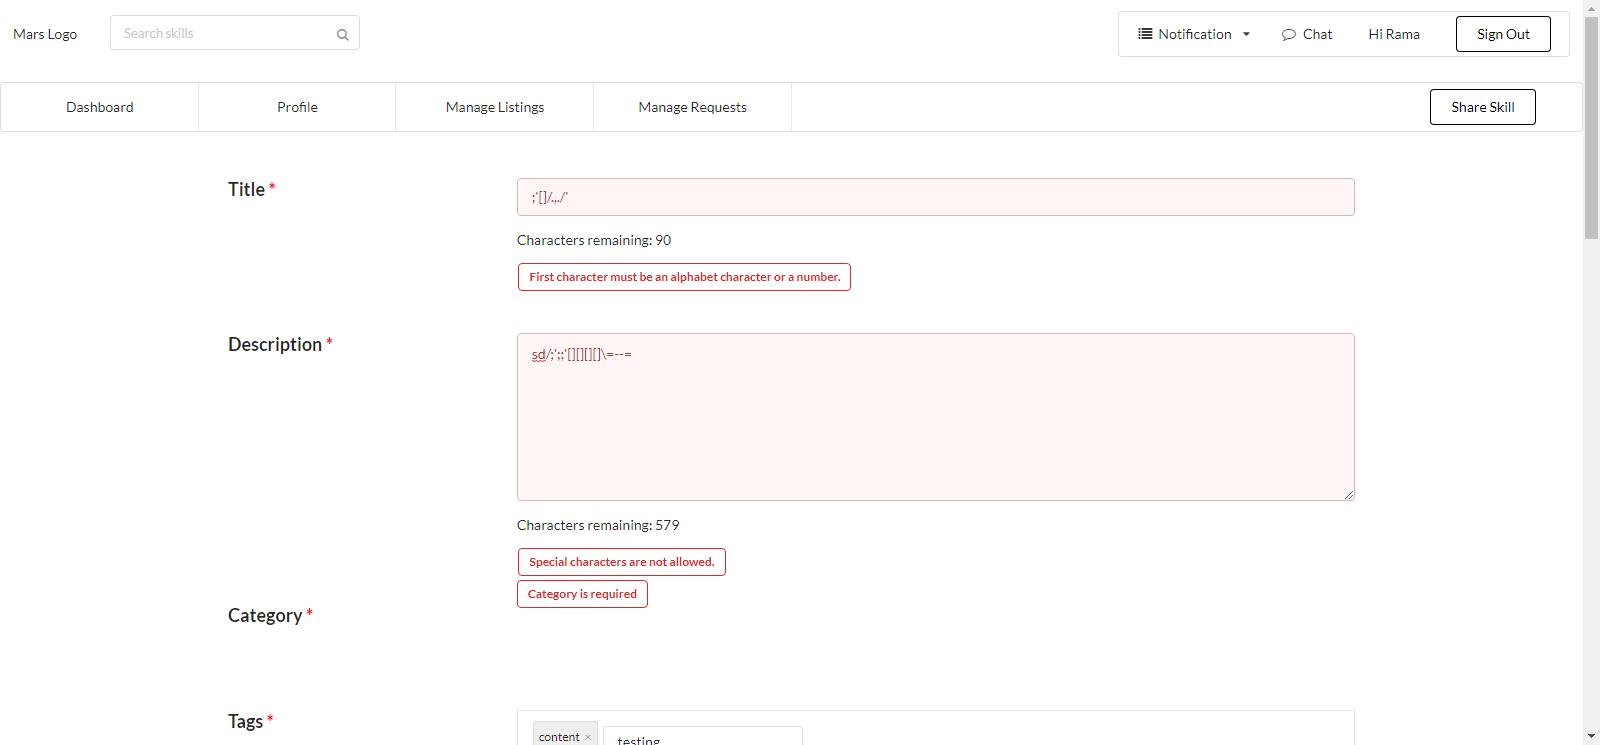 Mars Logo
Search skills
Notification
Chat
Hi Rama
Sign Out
Dashboard
Profile
Manage Listings
Manage Requests
Share Skill
Title *
;'[]/.,./'
Characters remaining: 90
First character must be an alphabet character or a number.
Description *
sd/;';;'[][][][]\=--=
Characters remaining: 579
Special characters are not allowed.
Category is required
Category *
Tags *
content ×
testing